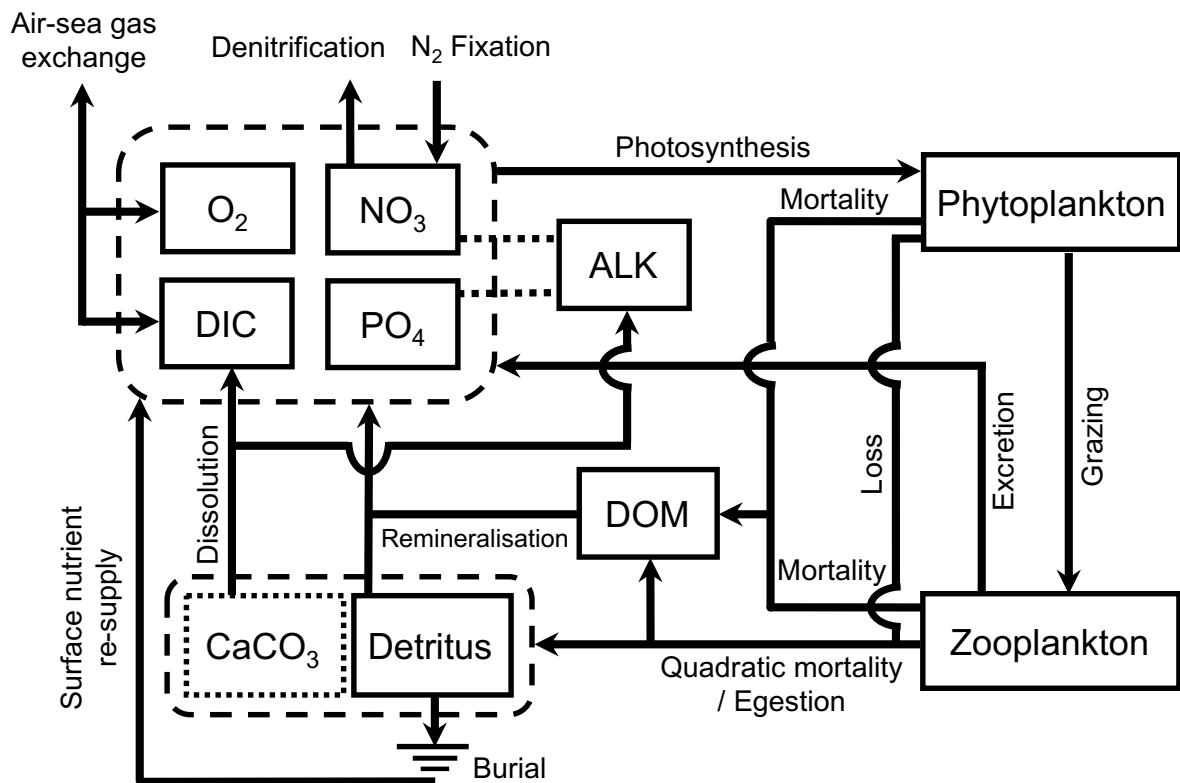 Air-sea gas
exchange
Denitrification
N₂ Fixation
Photosynthesis
Mortality
Phytoplankton
O₂
NO₃
ALK
DIC
PO₄
Dissolution
Loss
Excretion
Grazing
Surface nutrient
re-supply
DOM
Remineralisation
Mortality
CaCO₃
Detritus
Zooplankton
Quadratic mortality
/ Egestion
Burial